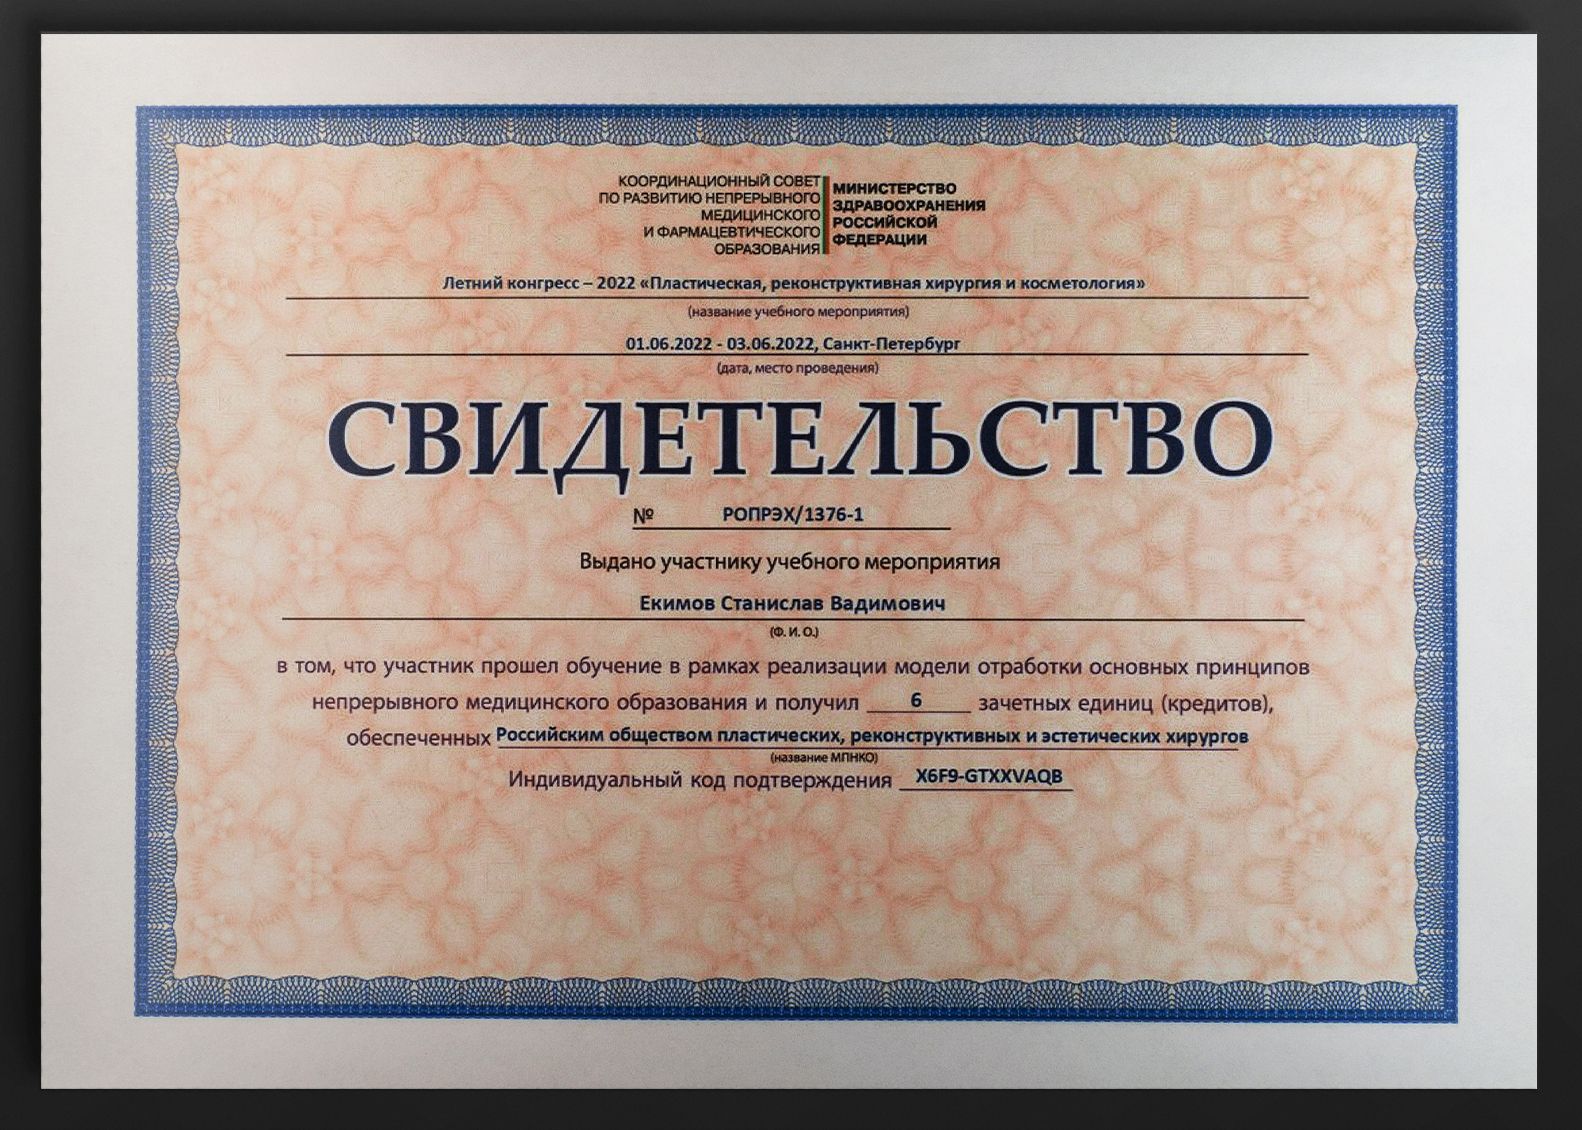 КООРДИНАЦИОННЫЙ СОВЕТ
ПО РАЗВИТИЮ НЕПРЕРЫВНОГО
МЕДИЦИНСКОГО
И ФАРМАЦЕВТИЧЕСКОГО
ОБРАЗОВАНИЯ
МИНИСТЕРСТВО
ЗДРАВООХРАНЕНИЯ
РОССИЙСКОЙ
ФЕДЕРАЦИИ
Летний конгресс – 2022 «Пластическая, реконструктивная хирургия и косметология»
(название учебного мероприятия)
01.06.2022 - 03.06.2022, Санкт-Петербург
(дата, место проведения)
СВИДЕТЕЛЬСТВО
№ РОПРЭХ/1376-1
Выдано участнику учебного мероприятия
Екимов Станислав Вадимович
(Ф. И. О.)
в том, что участник прошел обучение в рамках реализации модели отработки основных принципов
непрерывного медицинского образования и получил 6 зачетных единиц (кредитов),
обеспеченных Российским обществом пластических, реконструктивных и эстетических хирургов
(название МПНКО)
Индивидуальный код подтверждения X6F9-GTXXVAQB